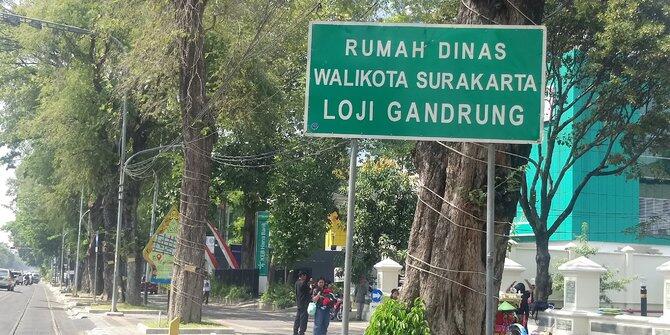 RUMAH DINAS
WALIKOTA SURAKARTA
LOJI GANDRUNG